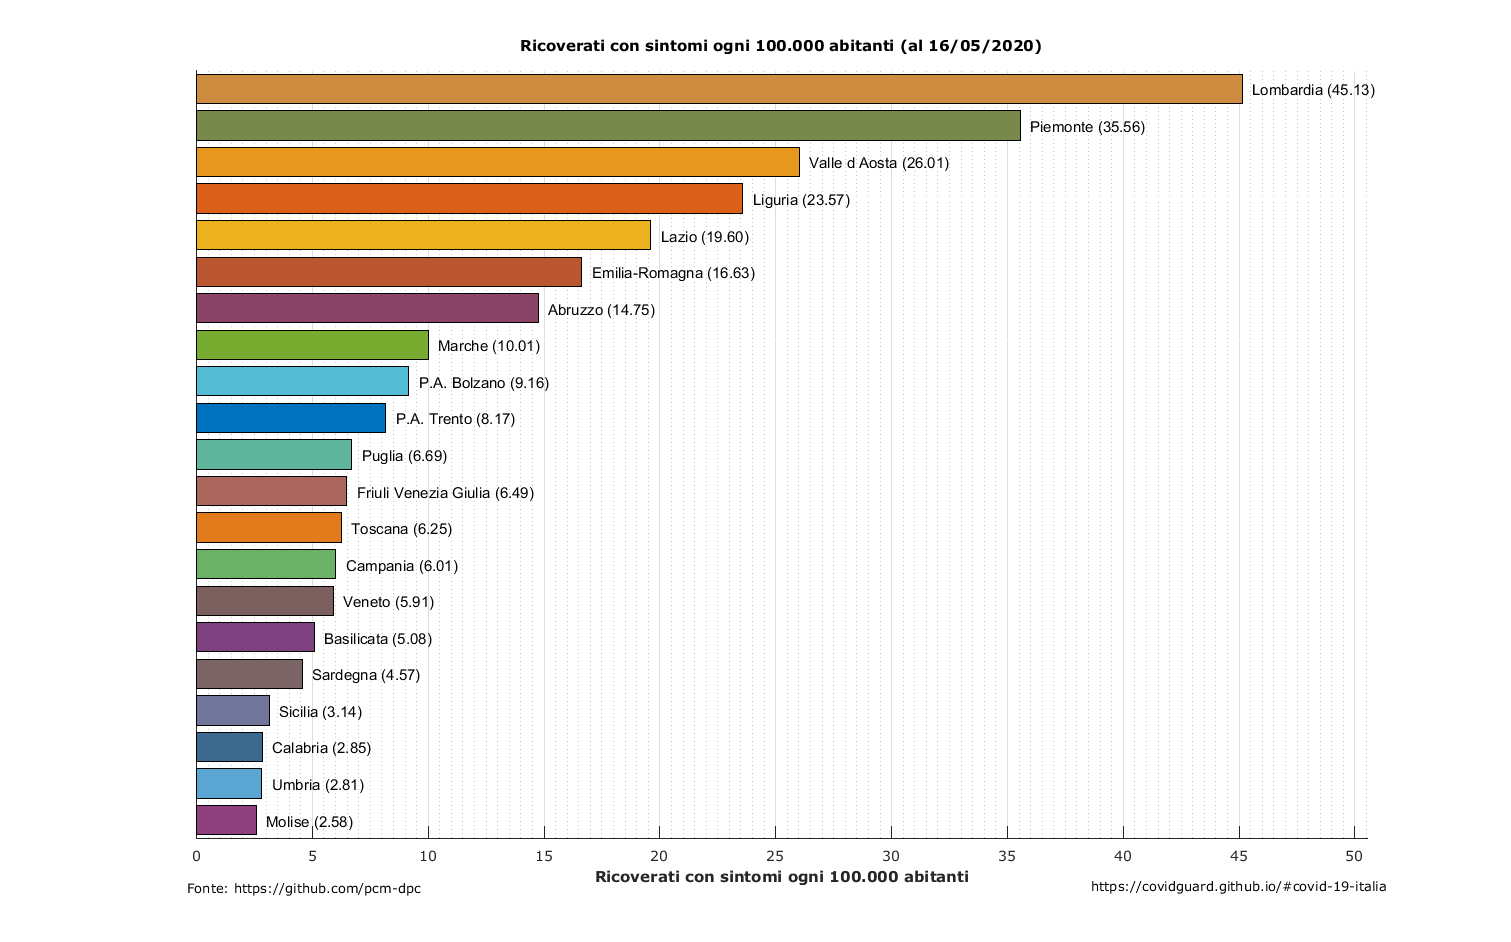 Ricoverati con sintomi ogni 100.000 abitanti (al 16/05/2020)
Lombardia (45.13)
Piemonte (35.56)
Valle d Aosta (26.01)
Liguria (23.57)
Lazio (19.60)
Emilia-Romagna (16.63)
Abruzzo (14.75)
Marche (10.01)
P.A. Bolzano (9.16)
P.A. Trento (8.17)
Puglia (6.69)
Friuli Venezia Giulia (6.49)
Toscana (6.25)
Campania (6.01)
Veneto (5.91)
Basilicata (5.08)
Sardegna (4.57)
Sicilia (3.14)
Calabria (2.85)
Umbria (2.81)
Molise (2.58)
0 5 10 15 20 25 30 35 40 45 50
Ricoverati con sintomi ogni 100.000 abitanti
Fonte: https://github.com/pcm-dpc
https://covidguard.github.io/#covid-19-italia